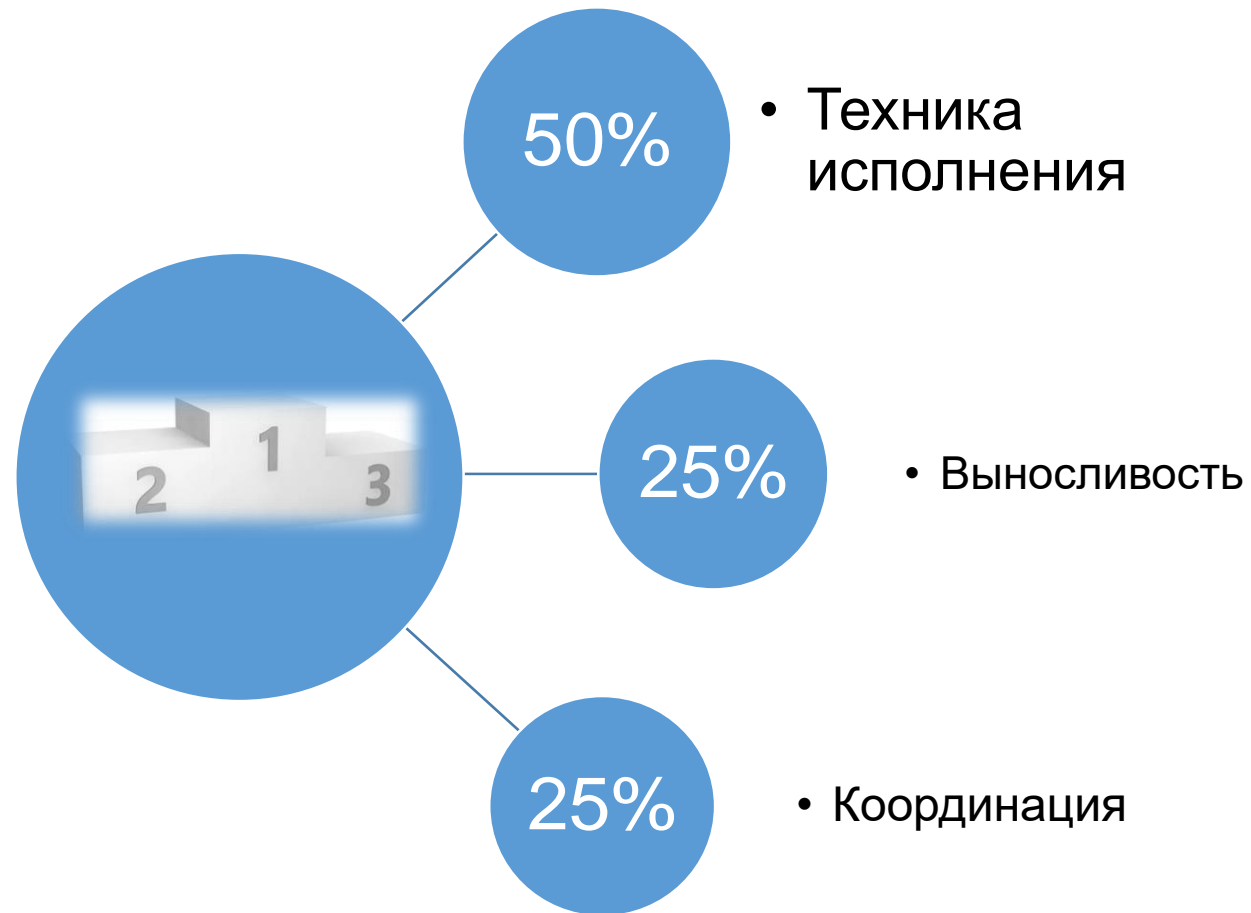 50%
• Техника
исполнения
2
1
3
25%
• Выносливость
25%
• Координация